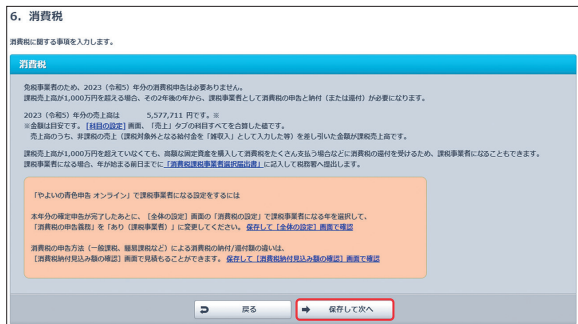 6. 消費税
消費税に関する事項を入力します。
消費税
免税事業者のため、2023（令和5）年分の消費税申告は必要ありません。
課税売上高が1,000万円を超える場合、その2年後の年から、課税事業者として消費税の申告と納付（または還付）が必要になります。
2023（令和5）年分の売上高は 5,577,711 円です。※
※金額は目安です。［科目の設定］画面、「売上」タブの科目すべてを合算した値です。
売上高のうち、非課税の売上（課税対象外となる給付金を「雑収入」として入力した等）を差し引いた金額が課税売上高です。
課税売上高が1,000万円を超えていなくても、高額な固定資産を購入して消費税をたくさん支払う場合などに消費税の還付を受けるため、課税事業者になることもできます。
課税事業者になる場合、年が始まる前日までに「消費税課税事業者選択届出書」に記入して税務署へ提出します。
「やよいの青色申告 オンライン」で課税事業者になる設定をするには
本年分の確定申告が完了したあとに、［全体の設定］画面の「消費税の設定」で課税事業者になる年を選択して、
「消費税の申告義務」を「あり（課税事業者）」に変更してください。 保存して［全体の設定］画面で確認
消費税の申告方法（一般課税、簡易課税など）による消費税の納付/還付額の違いは、
［消費税納付見込み額の確認］画面で見積もることができます。 保存して［消費税納付見込み額の確認］画面で確認
戻る
保存して次へ